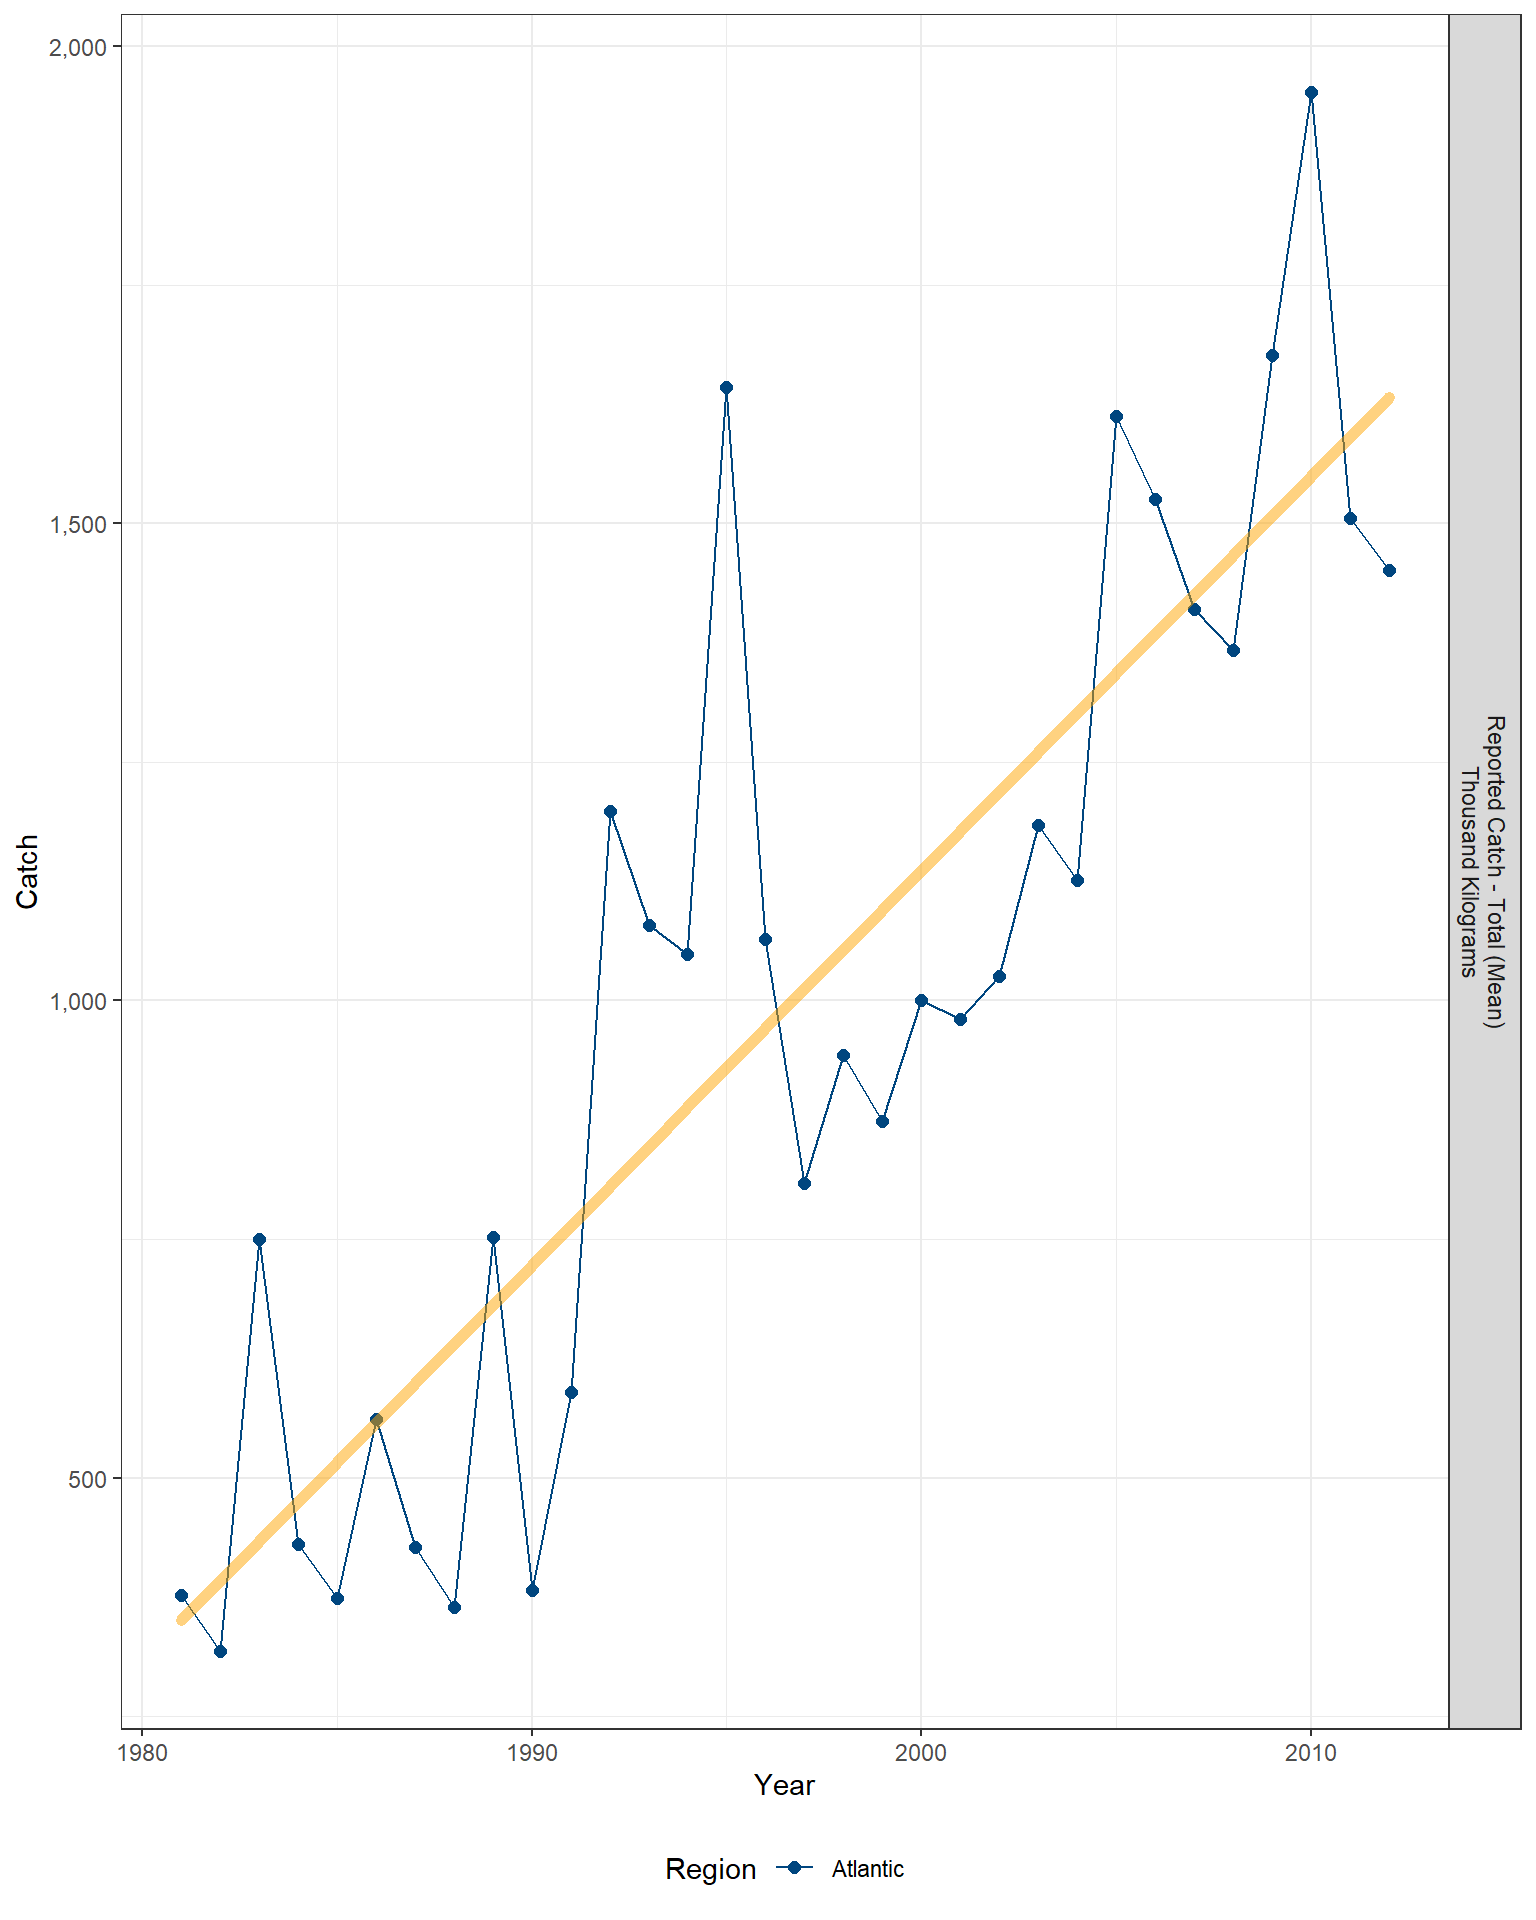 2,000
1,500
1,000
500
Catch
Reported Catch - Total (Mean)
Thousand Kilograms
1980
1990
2000
2010
Year
Region
Atlantic